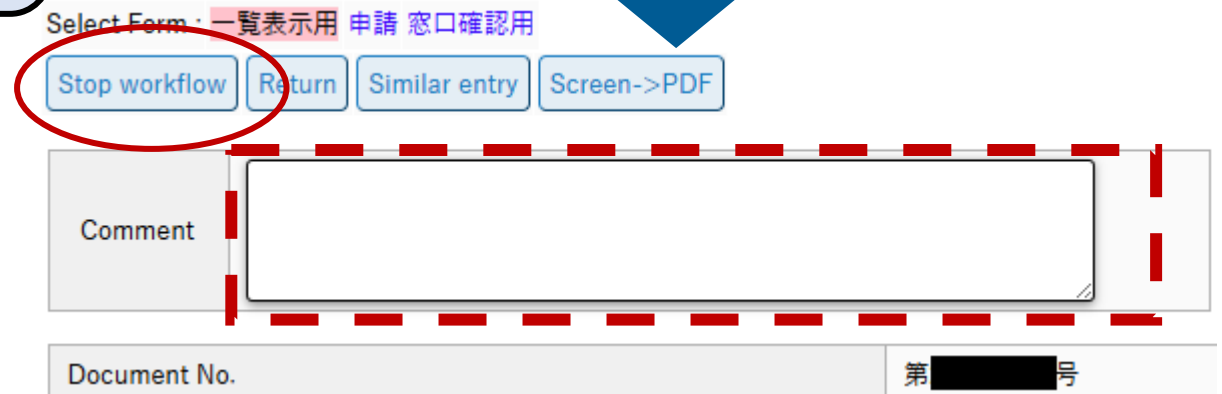 Select Form : 一覧表示用 申請 窓口確認用
Stop workflow Return Similar entry Screen->PDF
Comment
Document No. 第 号